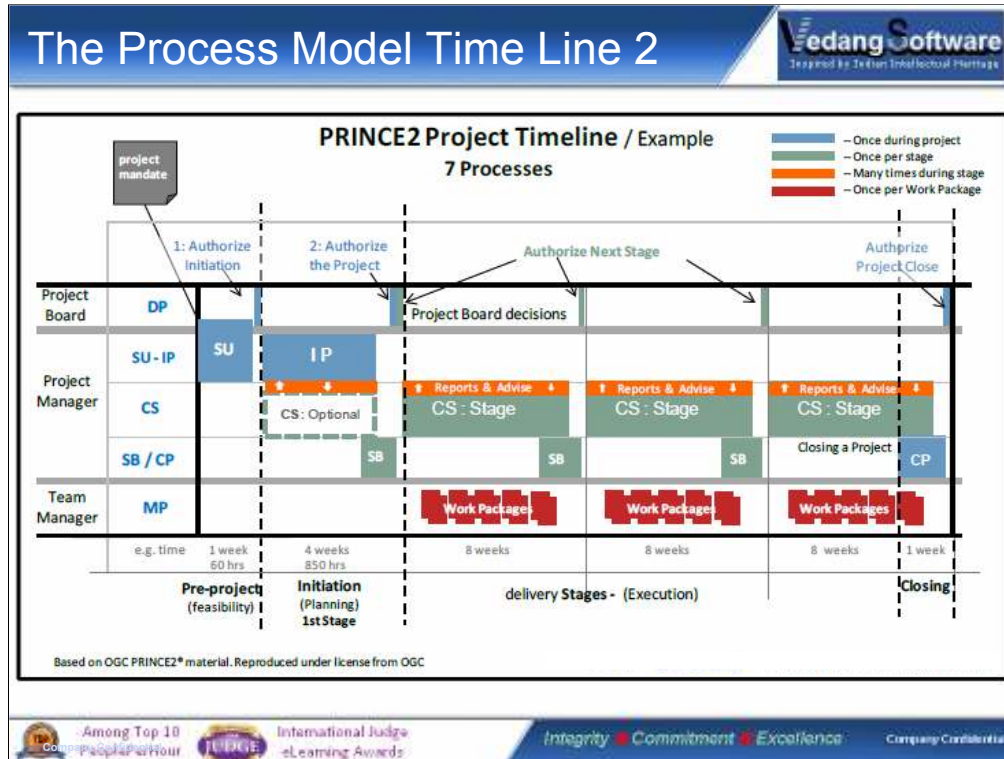 The Process Model Time Line 2
Vedang Software
Inspired by Indian Intellectual Heritage
PRINCE2 Project Timeline / Example
7 Processes
– Once during project
– Once per stage
– Many times during stage
– Once per Work Package
project
mandate
1: Authorize
Initiation
2: Authorize
the Project
Authorize Next Stage
Authorize
Project Close
Project
Board
DP
Project Board decisions
Project
Manager
SU - IP
SU
IP
CS
CS : Optional
Reports & Advise
CS : Stage
Reports & Advise
CS : Stage
Reports & Advise
CS : Stage
SB / CP
SB
SB
SB
Closing a Project
CP
Team
Manager
MP
Work Packages
Work Packages
Work Packages
e.g. time
1 week
60 hrs
4 weeks
850 hrs
8 weeks
8 weeks
8 weeks
1 week
Pre-project
(feasibility)
Initiation
(Planning)
1st Stage
delivery Stages - (Execution)
Closing
Based on OGC PRINCE2® material. Reproduced under license from OGC
Among Top 10
PeoplePerHour
JUDGE
International Judge
eLearning Awards
Integrity Commitment Excellence
Company Confidential